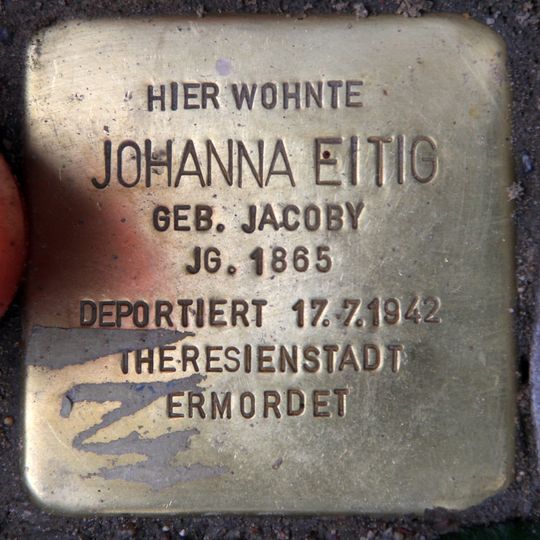 HIER WOHNTE
JOHANNA EITIG
GEB. JACOBY
JG. 1865
DEPORTIERT 17.7.1942
THERESIENSTADT
ERMORDET